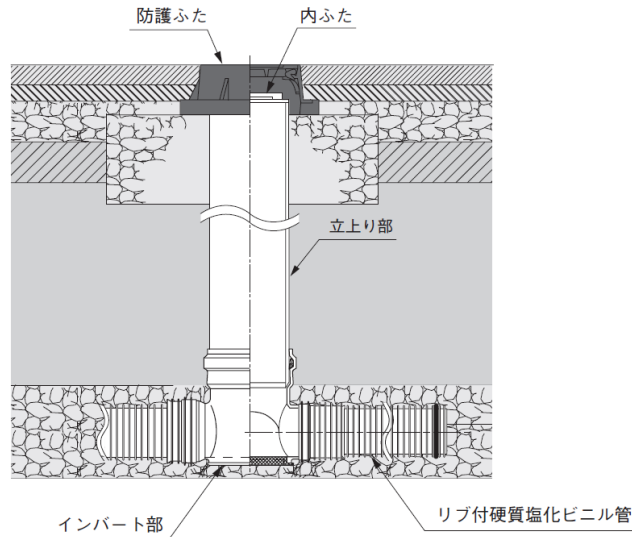 防護ふた
内ふた
立上り部
リブ付硬質塩化ビニル管
インバート部